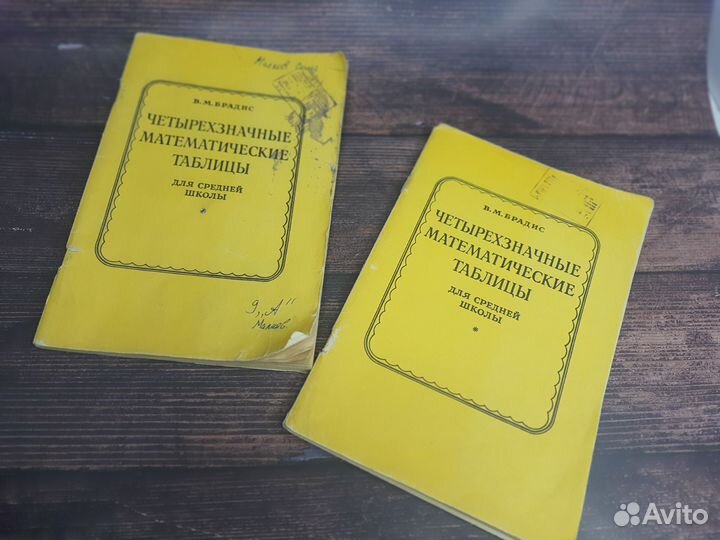 В. М. БРАДИС
ЧЕТЫРЕХЗНАЧНЫЕ
МАТЕМАТИЧЕСКИЕ
ТАБЛИЦЫ
ДЛЯ СРЕДНЕЙ
ШКОЛЫ
9 „А"
В. М. БРАДИС
ЧЕТЫРЕХЗНАЧНЫЕ
МАТЕМАТИЧЕСКИЕ
ТАБЛИЦЫ
ДЛЯ СРЕДНЕЙ
ШКОЛЫ
Avito